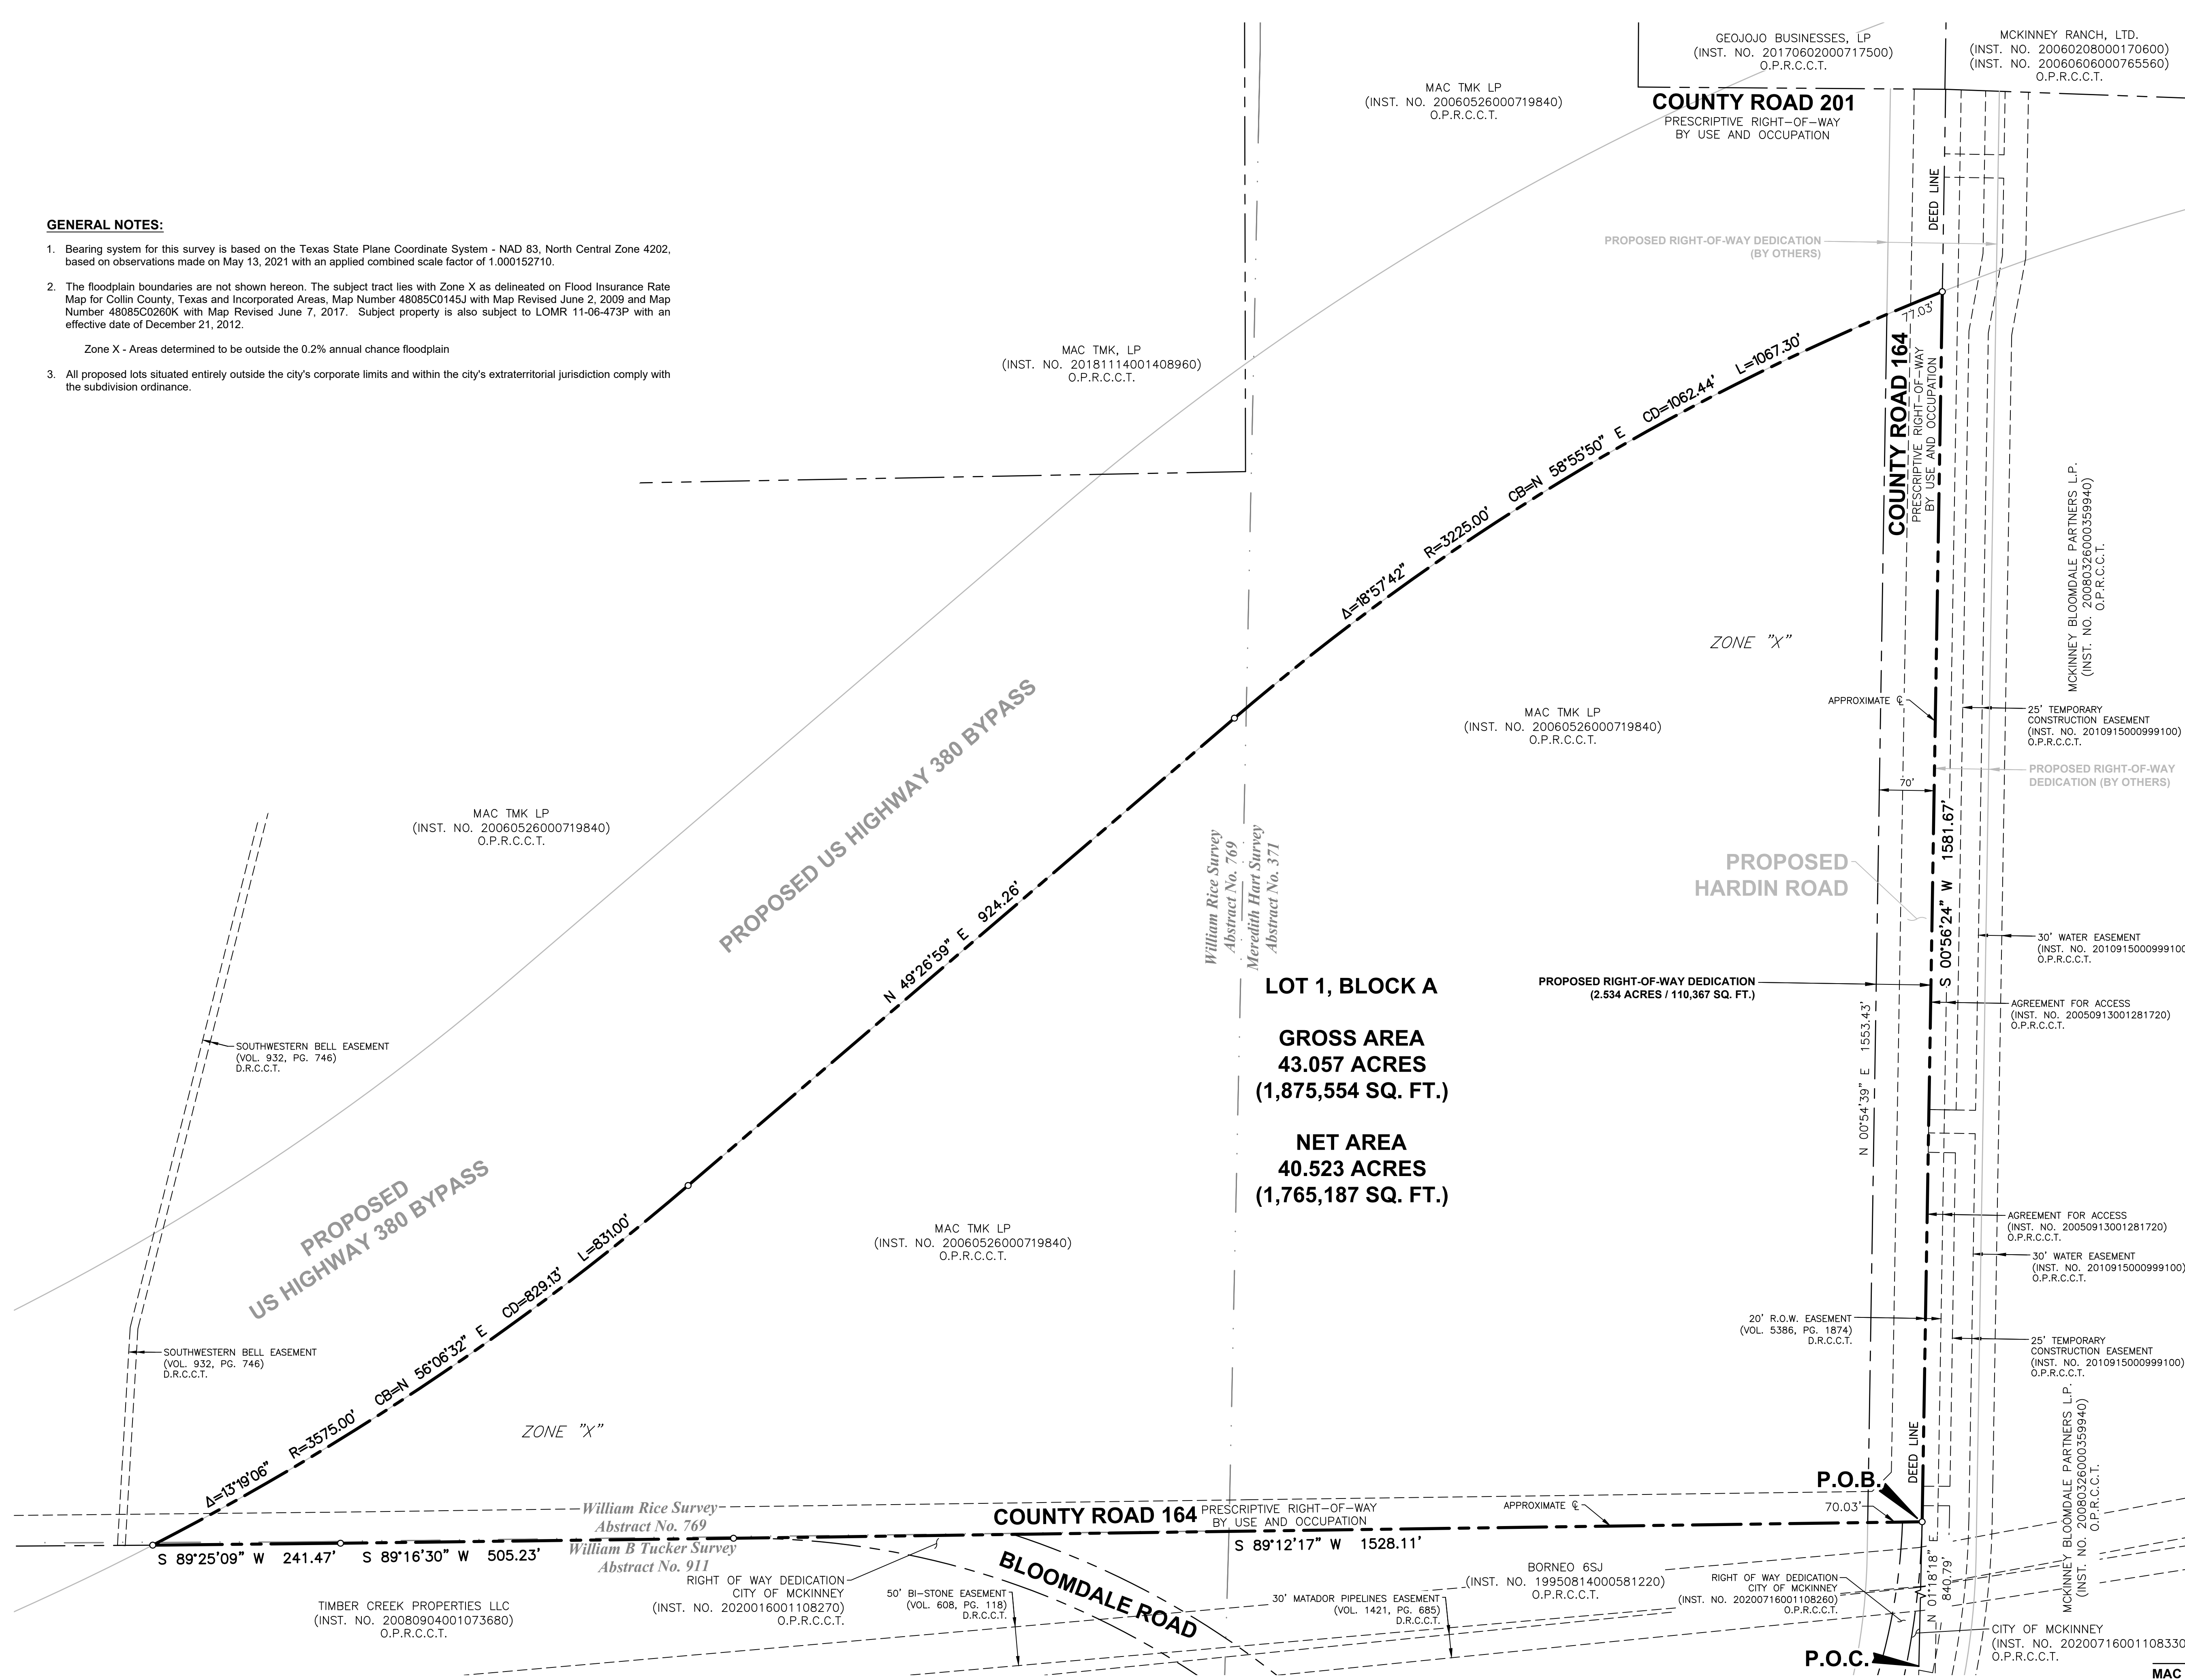 GEOJOJO BUSINESSES, LP
(INST. NO. 20170602000717500)
O.P.R.C.C.T.
MCKINNEY RANCH, LTD.
(INST. NO. 20060208000170600)
(INST. NO. 20060606000765560)
O.P.R.C.C.T.
MAC TMK LP
(INST. NO. 20060526000719840)
O.P.R.C.C.T.
COUNTY ROAD 201
PRESCRIPTIVE RIGHT-OF-WAY
BY USE AND OCCUPATION
DEED LINE
PROPOSED RIGHT-OF-WAY DEDICATION
(BY OTHERS)
GENERAL NOTES:
1. Bearing system for this survey is based on the Texas State Plane Coordinate System - NAD 83, North Central Zone 4202,
based on observations made on May 13, 2021 with an applied combined scale factor of 1.000152710.
2. The floodplain boundaries are not shown hereon. The subject tract lies with Zone X as delineated on Flood Insurance Rate
Map for Collin County, Texas and Incorporated Areas, Map Number 48085C0145J with Map Revised June 2, 2009 and Map
Number 48085C0260K with Map Revised June 7, 2017. Subject property is also subject to LOMR 11-06-473P with an
effective date of December 21, 2012.
Zone X - Areas determined to be outside the 0.2% annual chance floodplain
3. All proposed lots situated entirely outside the city's corporate limits and within the city's extraterritorial jurisdiction comply with
the subdivision ordinance.
MAC TMK, LP
(INST. NO. 20181114001408960)
O.P.R.C.C.T.
77.03'
COUNTY ROAD 164
PRESCRIPTIVE RIGHT-OF-WAY
BY USE AND OCCUPATION
Δ=18°57'42" R=3225.00' CB=N 58°55'50" E CD=1062.44' L=1067.30'
MCKINNEY BLOOMDALE PARTNERS L.P.
(INST. NO. 20080326000359940)
O.P.R.C.C.T.
ZONE "X"
APPROXIMATE ℄
MAC TMK LP
(INST. NO. 20060526000719840)
O.P.R.C.C.T.
25' TEMPORARY
CONSTRUCTION EASEMENT
(INST. NO. 2010915000999100)
O.P.R.C.C.T.
PROPOSED RIGHT-OF-WAY
DEDICATION (BY OTHERS)
70'
PROPOSED US HIGHWAY 380 BYPASS
MAC TMK LP
(INST. NO. 20060526000719840)
O.P.R.C.C.T.
William Rice Survey
Abstract No. 769
Meredith Hart Survey
Abstract No. 371
PROPOSED
HARDIN ROAD
S 00°56'24" W 1581.67'
N 49°26'59" E 924.26'
30' WATER EASEMENT
(INST. NO. 2010915000999100
O.P.R.C.C.T.
LOT 1, BLOCK A
GROSS AREA
43.057 ACRES
(1,875,554 SQ. FT.)
NET AREA
40.523 ACRES
(1,765,187 SQ. FT.)
PROPOSED RIGHT-OF-WAY DEDICATION
(2.534 ACRES / 110,367 SQ. FT.)
N 00°54'39" E 1553.43'
AGREEMENT FOR ACCESS
(INST. NO. 20050913001281720)
O.P.R.C.C.T.
SOUTHWESTERN BELL EASEMENT
(VOL. 932, PG. 746)
D.R.C.C.T.
PROPOSED
US HIGHWAY 380 BYPASS
MAC TMK LP
(INST. NO. 20060526000719840)
O.P.R.C.C.T.
AGREEMENT FOR ACCESS
(INST. NO. 20050913001281720)
O.P.R.C.C.T.
30' WATER EASEMENT
(INST. NO. 2010915000999100)
O.P.R.C.C.T.
20' R.O.W. EASEMENT
(VOL. 5386, PG. 1874)
D.R.C.C.T.
25' TEMPORARY
CONSTRUCTION EASEMENT
(INST. NO. 2010915000999100)
O.P.R.C.C.T.
SOUTHWESTERN BELL EASEMENT
(VOL. 932, PG. 746)
D.R.C.C.T.
Δ=13°19'06" R=3575.00' CB=N 56°06'32" E CD=829.13' L=831.00'
ZONE "X"
DEED LINE
MCKINNEY BLOOMDALE PARTNERS L.P.
(INST. NO. 20080326000359940)
O.P.R.C.C.T.
P.O.B.
70.03'
William Rice Survey
Abstract No. 769
COUNTY ROAD 164
PRESCRIPTIVE RIGHT-OF-WAY
BY USE AND OCCUPATION
APPROXIMATE ℄
S 89°25'09" W 241.47'
S 89°16'30" W 505.23'
William B Tucker Survey
Abstract No. 911
S 89°12'17" W 1528.11'
BLOOMDALE ROAD
RIGHT OF WAY DEDICATION
CITY OF MCKINNEY
(INST. NO. 2020016001108270)
O.P.R.C.C.T.
50' BI-STONE EASEMENT
(VOL. 608, PG. 118)
D.R.C.C.T.
30' MATADOR PIPELINES EASEMENT
(VOL. 1421, PG. 685)
D.R.C.C.T.
BORNEO 6SJ
(INST. NO. 19950814000581220)
O.P.R.C.C.T.
RIGHT OF WAY DEDICATION
CITY OF MCKINNEY
(INST. NO. 20200716001108260)
O.P.R.C.C.T.
N 01°18'18" E
840.79'
TIMBER CREEK PROPERTIES LLC
(INST. NO. 20080904001073680)
O.P.R.C.C.T.
CITY OF MCKINNEY
(INST. NO. 20200716001108330
O.P.R.C.C.T.
P.O.C.
MAC